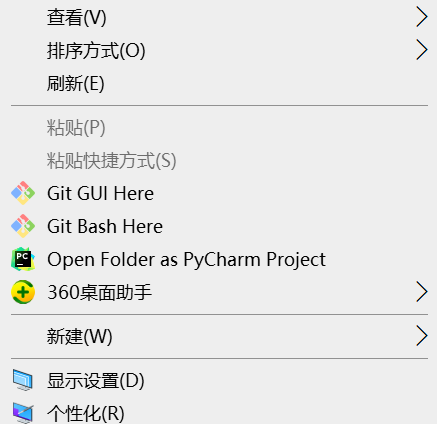 查看(V)
排序方式(O)
刷新(E)
粘贴(P)
粘贴快捷方式(S)
Git GUI Here
Git Bash Here
PC
Open Folder as PyCharm Project
360桌面助手
新建(W)
显示设置(D)
个性化(R)